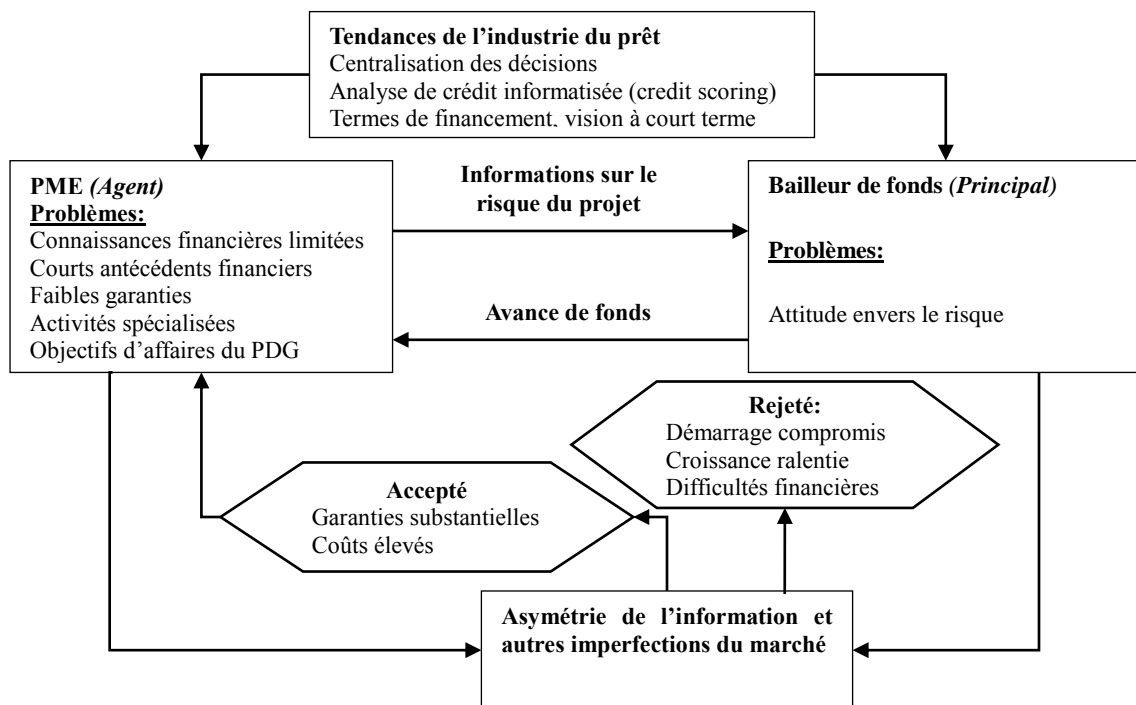 Tendances de l’industrie du prêt
Centralisation des décisions
Analyse de crédit informatisée (credit scoring)
Termes de financement, vision à court terme
PME (Agent)
Problèmes:
Connaissances financières limitées
Courts antécédents financiers
Faibles garanties
Activités spécialisées
Objectifs d’affaires du PDG
Informations sur le
risque du projet
Avance de fonds
Bailleur de fonds (Principal)
Problèmes:
Attitude envers le risque
Rejeté:
Démarrage compromis
Croissance ralentie
Difficultés financières
Accepté
Garanties substantielles
Coûts élevés
Asymétrie de l’information et
autres imperfections du marché